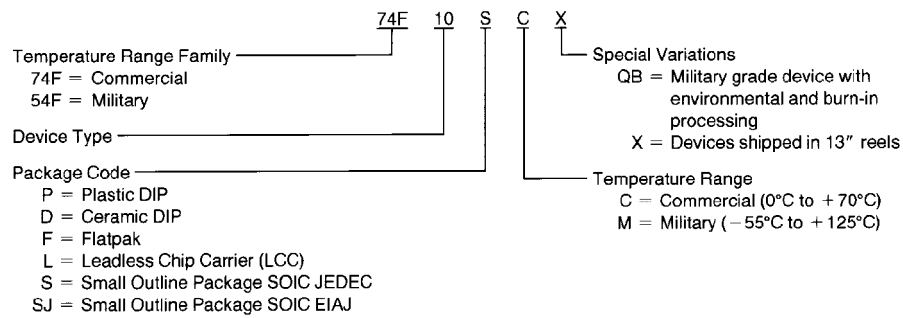 74F 10 S C X
Temperature Range Family
74F = Commercial
54F = Military
Device Type
Package Code
P = Plastic DIP
D = Ceramic DIP
F = Flatpak
L = Leadless Chip Carrier (LCC)
S = Small Outline Package SOIC JEDEC
SJ = Small Outline Package SOIC EIAJ
Special Variations
QB = Military grade device with
environmental and burn-in
processing
X = Devices shipped in 13″ reels
Temperature Range
C = Commercial (0°C to +70°C)
M = Military (−55°C to +125°C)